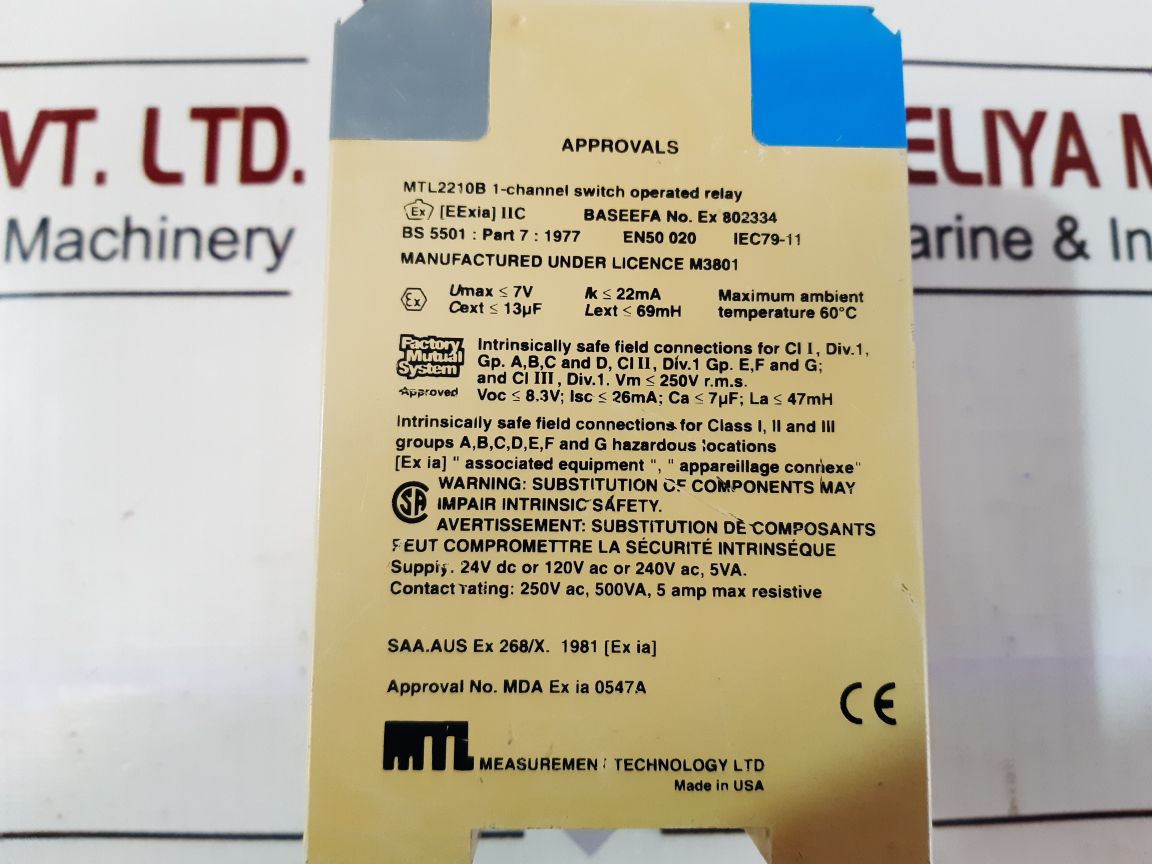 VT. LTD.
Machinery
ELIYA M
arine & In
APPROVALS
MTL2210B 1-channel switch operated relay
Ex [EExia] IIC BASEEFA No. Ex 802334
BS 5501 : Part 7 : 1977 EN50 020 IEC79-11
MANUFACTURED UNDER LICENCE M3801
Ex Umax ≤ 7V Ik ≤ 22mA Maximum ambient
Cext ≤ 13µF Lext ≤ 69mH temperature 60°C
Factory Mutual System Approved
Intrinsically safe field connections for Cl I, Div.1,
Gp. A,B,C and D, Cl II, Div.1 Gp. E,F and G;
and Cl III, Div.1. Vm ≤ 250V r.m.s.
Voc ≤ 8.3V; Isc ≤ 26mA; Ca ≤ 7µF; La ≤ 47mH
Intrinsically safe field connections for Class I, II and III
groups A,B,C,D,E,F and G hazardous locations
[Ex ia] " associated equipment ", " appareillage connexe"
SA WARNING: SUBSTITUTION OF COMPONENTS MAY
IMPAIR INTRINSIC SAFETY.
AVERTISSEMENT: SUBSTITUTION DE COMPOSANTS
PEUT COMPROMETTRE LA SÉCURITÉ INTRINSÉQUE
Supply. 24V dc or 120V ac or 240V ac, 5VA.
Contact rating: 250V ac, 500VA, 5 amp max resistive
SAA.AUS Ex 268/X. 1981 [Ex ia]
Approval No. MDA Ex ia 0547A
CE
MTL MEASUREMENT TECHNOLOGY LTD
Made in USA